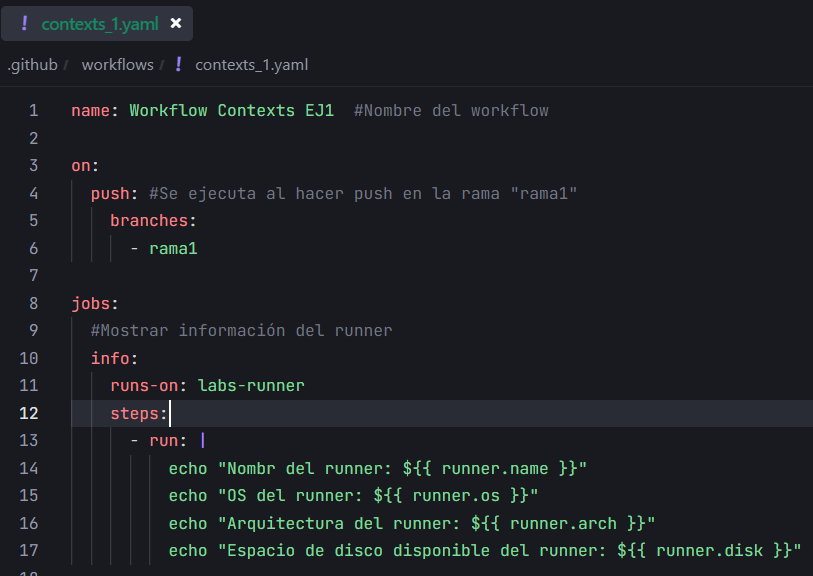 ! contexts_1.yaml ×
.github / workflows / ! contexts_1.yaml
1 name: Workflow Contexts EJ1  #Nombre del workflow
2
3 on:
4   push: #Se ejecuta al hacer push en la rama "rama1"
5     branches:
6       - rama1
7
8 jobs:
9   #Mostrar información del runner
10   info:
11     runs-on: labs-runner
12     steps:
13       - run: |
14           echo "Nombr del runner: ${{ runner.name }}"
15           echo "OS del runner: ${{ runner.os }}"
16           echo "Arquitectura del runner: ${{ runner.arch }}"
17           echo "Espacio de disco disponible del runner: ${{ runner.disk }}"